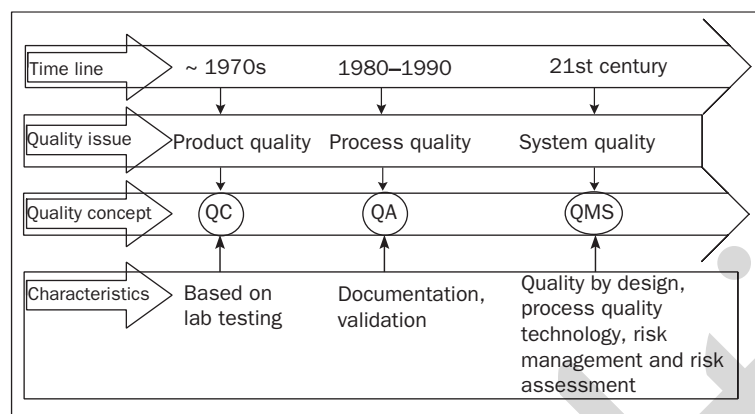 Time line
~ 1970s
1980–1990
21st century
Quality issue
Product quality
Process quality
System quality
Quality concept
QC
QA
QMS
Characteristics
Based on
lab testing
Documentation,
validation
Quality by design,
process quality
technology, risk
management and risk
assessment